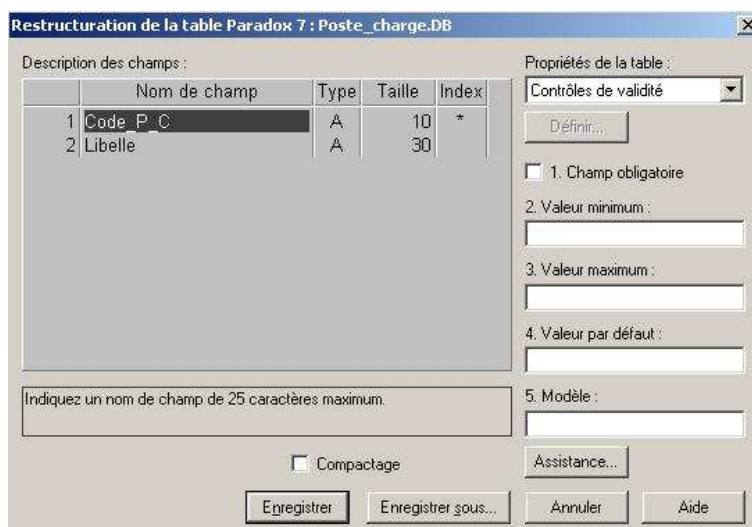 Restructuration de la table Paradox 7 : Poste_charge.DB
Description des champs :
Nom de champ Type Taille Index
1 Code_P_C A 10 *
2 Libelle A 30
Indiquez un nom de champ de 25 caractères maximum.
Compactage
Enregistrer Enregistrer sous...
Propriétés de la table :
Contrôles de validité
Définir...
1. Champ obligatoire
2. Valeur minimum :
3. Valeur maximum :
4. Valeur par défaut :
5. Modèle :
Assistance...
Annuler Aide